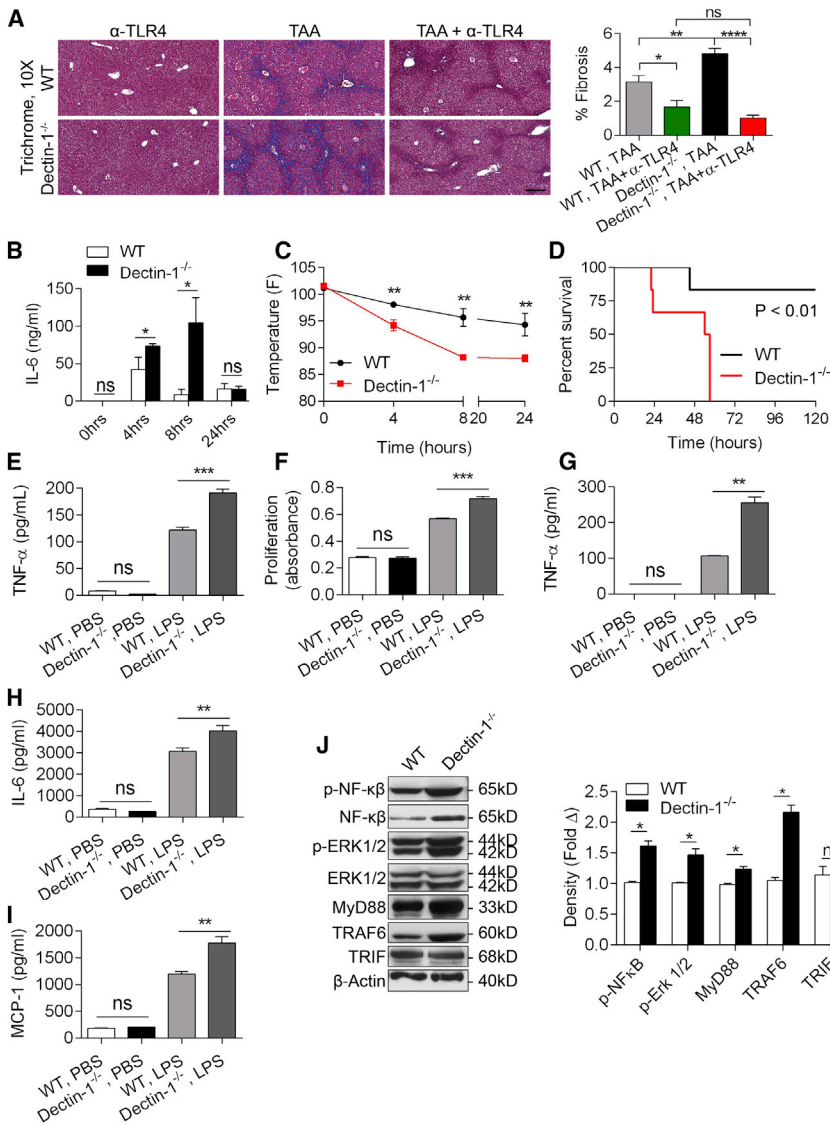 A
α-TLR4
TAA
TAA + α-TLR4
Trichrome, 10X
WT
Dectin-1-/-
% Fibrosis
6
4
2
0
ns
** ****
*
WT, TAA
WT, TAA+α-TLR4
Dectin-1-/-, TAA
Dectin-1-/-, TAA+α-TLR4
B
WT
Dectin-1-/-
IL-6 (ng/ml)
150
100
50
0
ns
*
*
ns
0hrs
4hrs
8hrs
24hrs
C
Temperature (F)
105
100
95
90
85
80
** ** **
WT
Dectin-1-/-
0 4 8 20 24
Time (hours)
D
Percent survival
100
75
50
25
0
P < 0.01
WT
Dectin-1-/-
0 24 48 72 96 120
Time (hours)
E
TNF-α (pg/mL)
200
150
100
50
0
ns
***
WT, PBS
Dectin-1-/-, PBS
WT, LPS
Dectin-1-/-, LPS
F
Proliferation
(absorbance)
0.8
0.6
0.4
0.2
0.0
ns
***
WT, PBS
Dectin-1-/-, PBS
WT, LPS
Dectin-1-/-, LPS
G
TNF-α (pg/ml)
300
200
100
0
ns
**
WT, PBS
Dectin-1-/-, PBS
WT, LPS
Dectin-1-/-, LPS
H
IL-6 (pg/ml)
5000
4000
3000
2000
1000
0
ns
**
WT, PBS
Dectin-1-/-, PBS
WT, LPS
Dectin-1-/-, LPS
I
MCP-1 (pg/ml)
2000
1500
1000
500
0
ns
**
WT, PBS
Dectin-1-/-, PBS
WT, LPS
Dectin-1-/-, LPS
J
WT
Dectin-1-/-
p-NF-κβ 65kD
NF-κβ 65kD
p-ERK1/2 44kD
42kD
ERK1/2 44kD
42kD
MyD88 33kD
TRAF6 60kD
TRIF 68kD
β-Actin 40kD
WT
Dectin-1-/-
Density (Fold Δ)
2.5
2.0
1.5
1.0
0.5
0.0
* * * *
p-NFκB
p-Erk 1/2
MyD88
TRAF6
TRIF